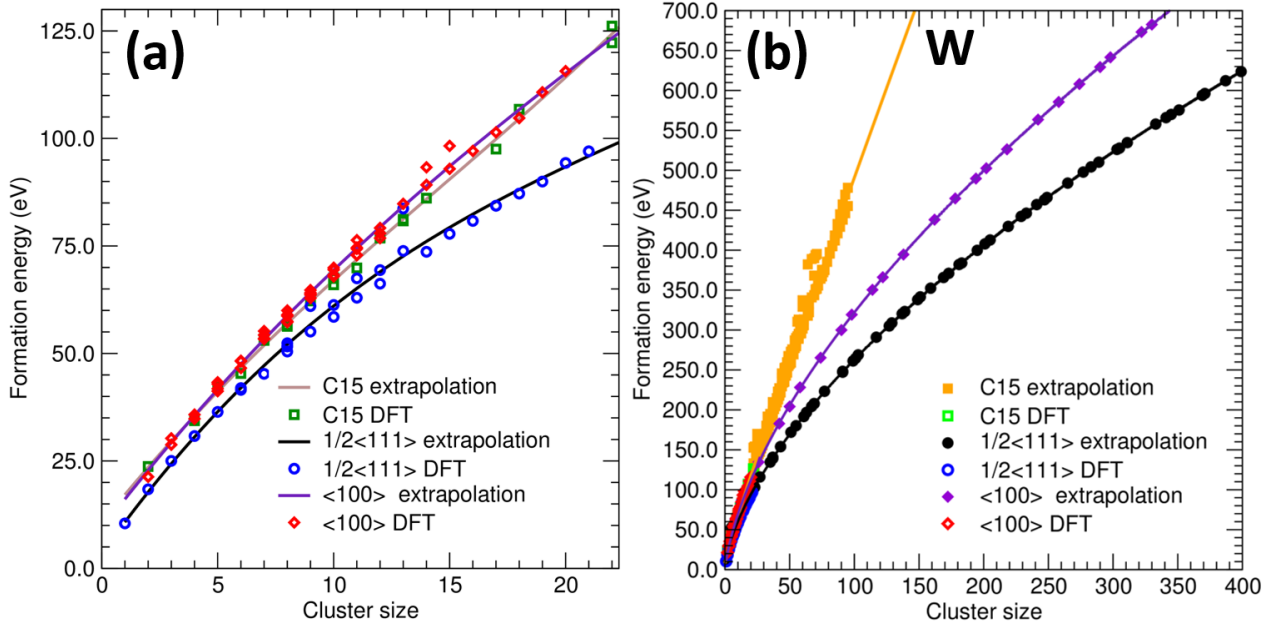 (a)
125.0
100.0
75.0
50.0
25.0
0.0
Formation energy (eV)
C15 extrapolation
C15 DFT
1/2<111> extrapolation
1/2<111> DFT
<100> extrapolation
<100> DFT
0 5 10 15 20
Cluster size
(b) W
700.0
650.0
600.0
550.0
500.0
450.0
400.0
350.0
300.0
250.0
200.0
150.0
100.0
50.0
0.0
Formation energy (eV)
C15 extrapolation
C15 DFT
1/2<111> extrapolation
1/2<111> DFT
<100> extrapolation
<100> DFT
0 50 100 150 200 250 300 350 400
Cluster size